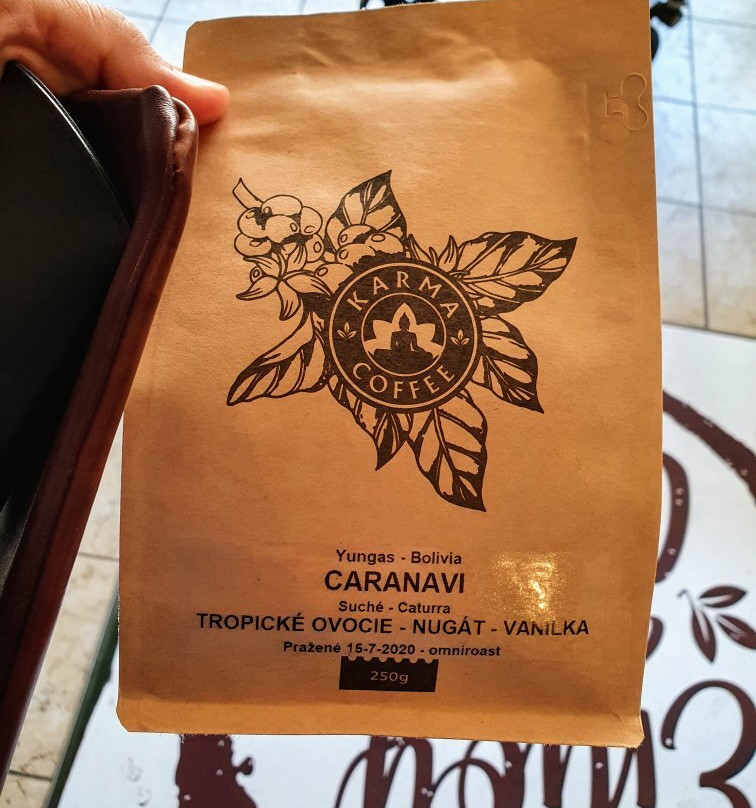 KARMA
COFFEE
Yungas - Bolivia
CARANAVI
Suché - Caturra
TROPICKÉ OVOCIE - NUGÁT - VANILKA
Pražené 15-7-2020 - omniroast
250g